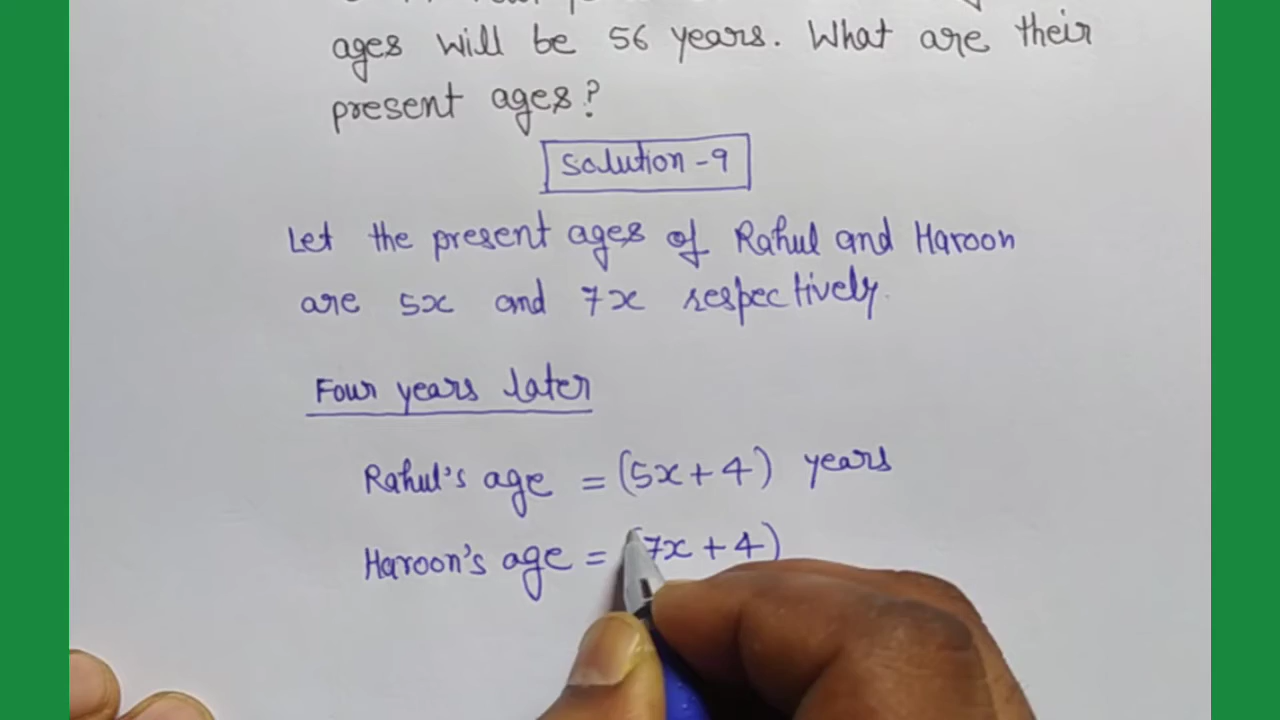 ages will be 56 years. What are their
present ages?
Solution - 9
Let the present ages of Rahul and Haroon
are 5x and 7x respectively.
Four years later
Rahul's age = (5x + 4) years
Haroon's age = (7x + 4)